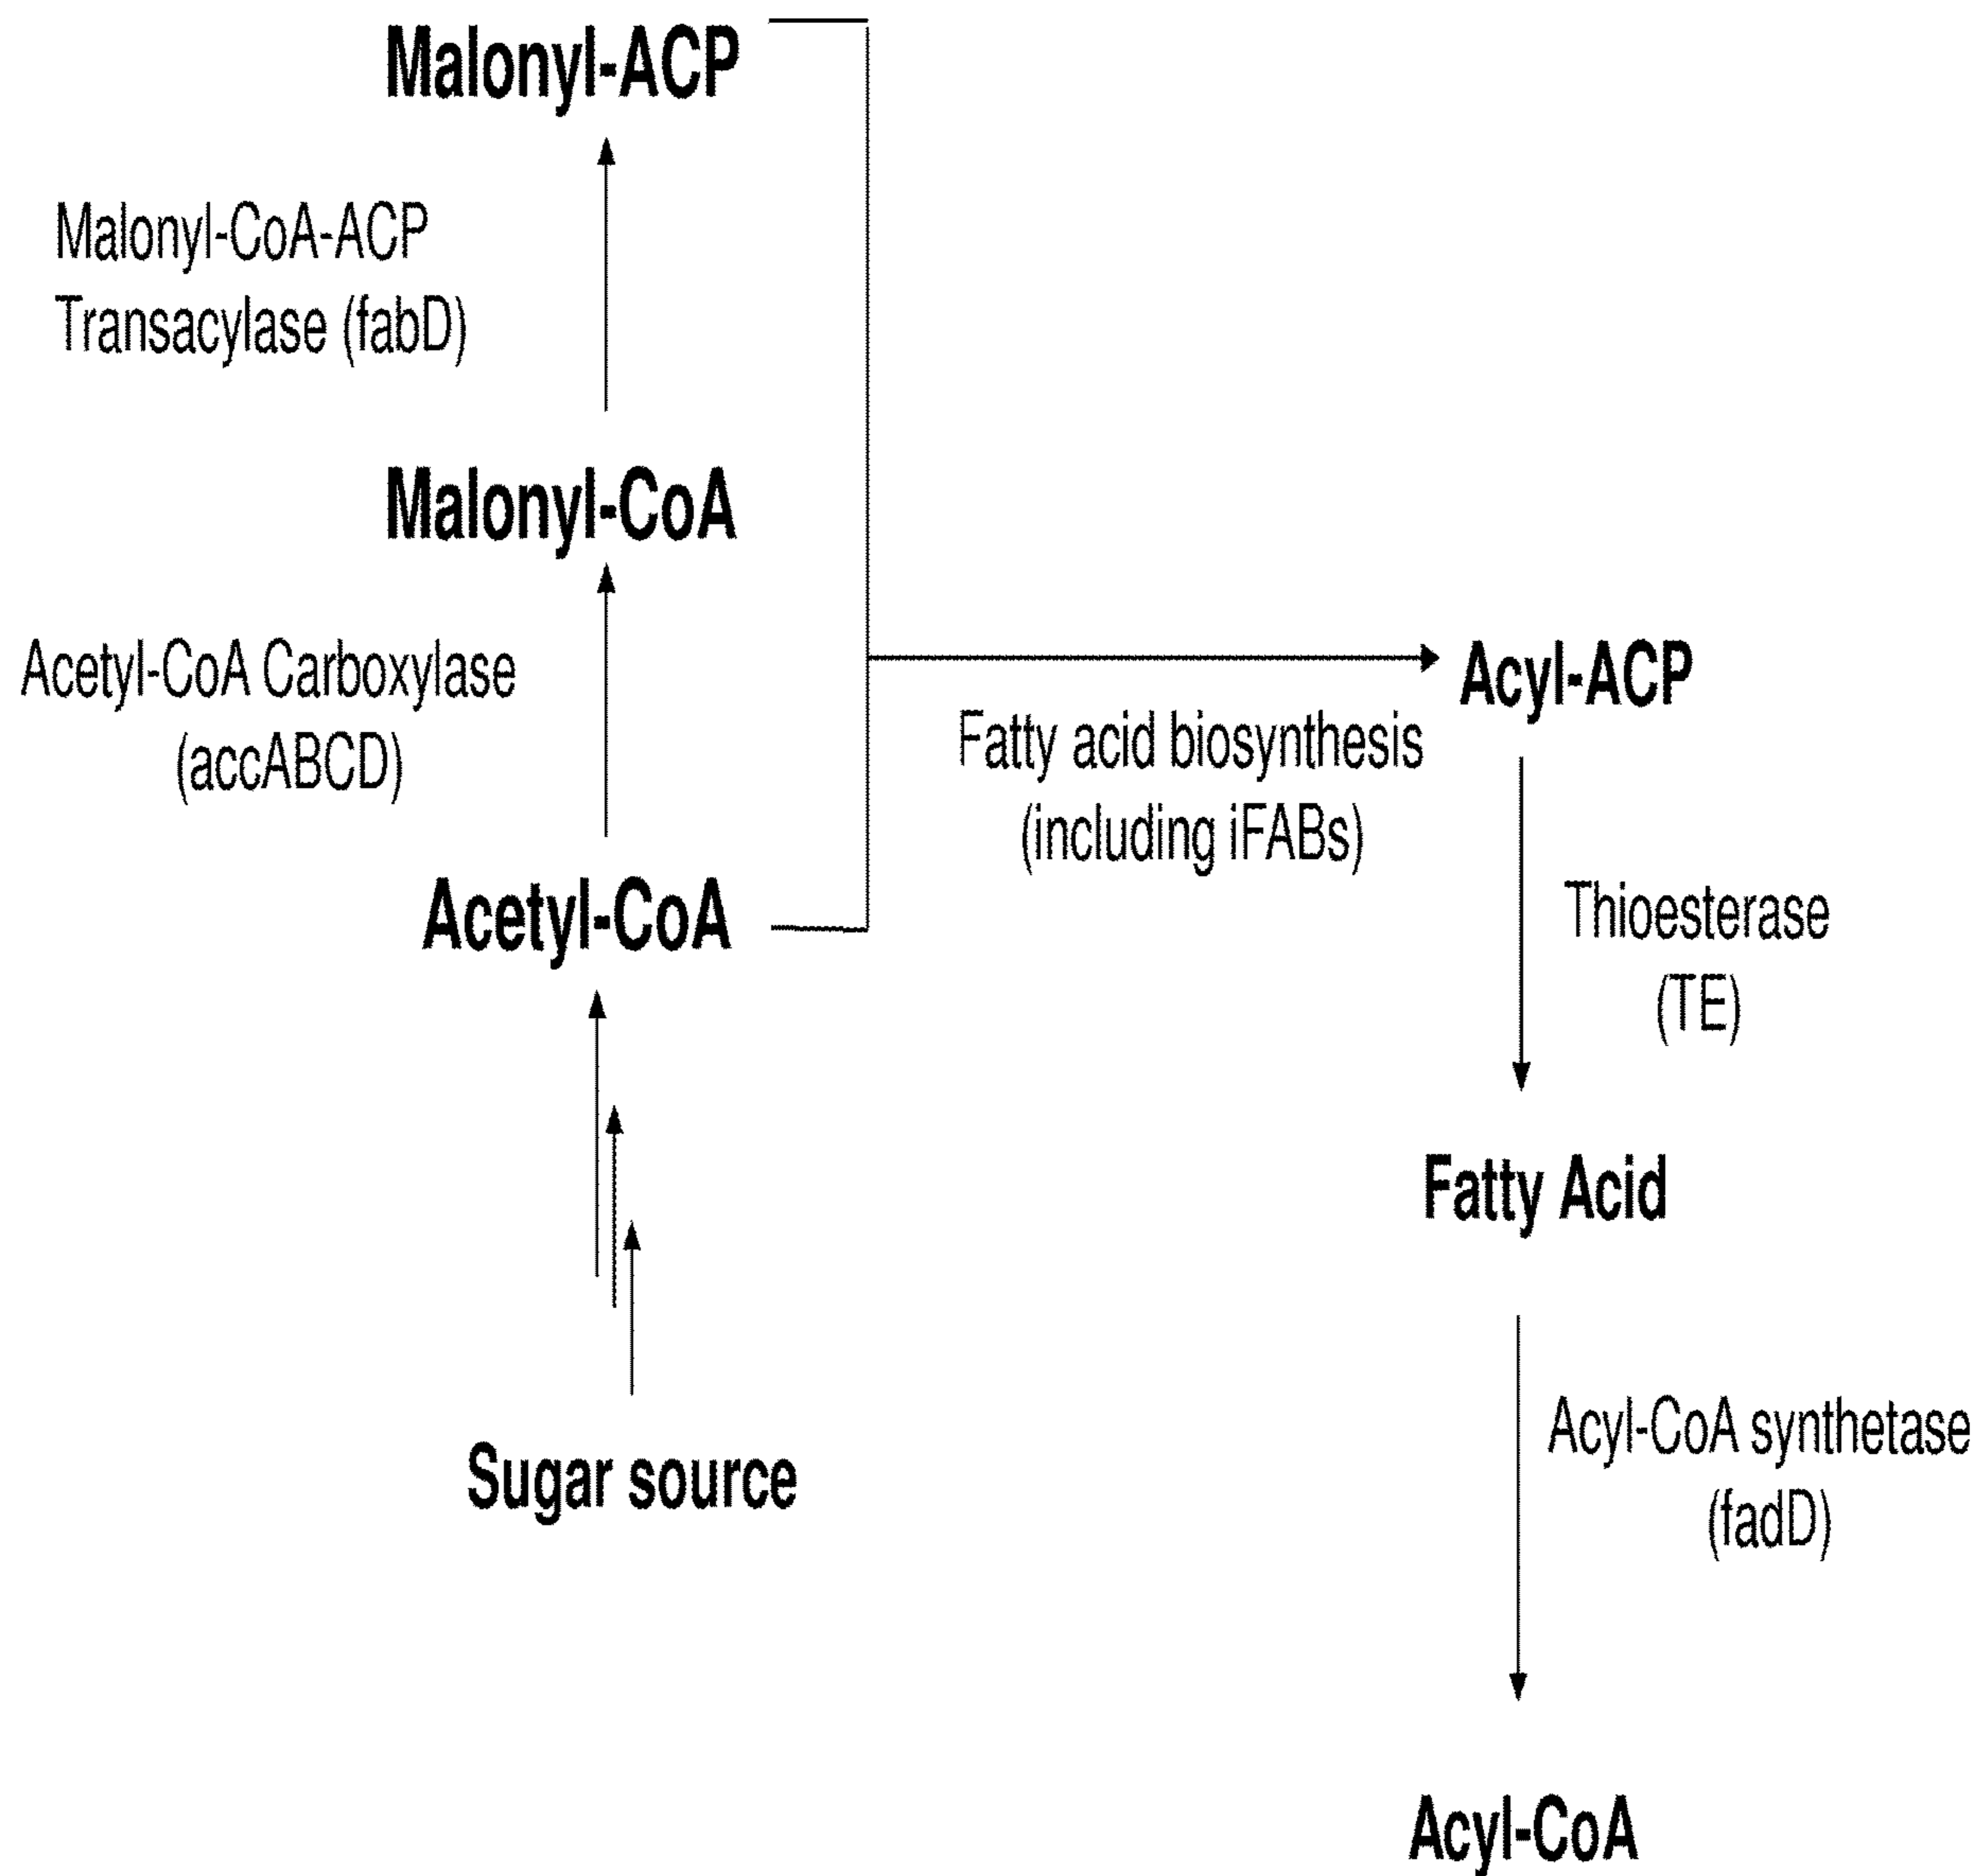 Malonyl-ACP
Malonyl-CoA-ACP
Transacylase (fabD)
Malonyl-CoA
Acetyl-CoA Carboxylase
(accABCD)
Acetyl-CoA
Sugar source
Fatty acid biosynthesis
(including iFABs)
Acyl-ACP
Thioesterase
(TE)
Fatty Acid
Acyl-CoA synthetase
(fadD)
Acyl-CoA